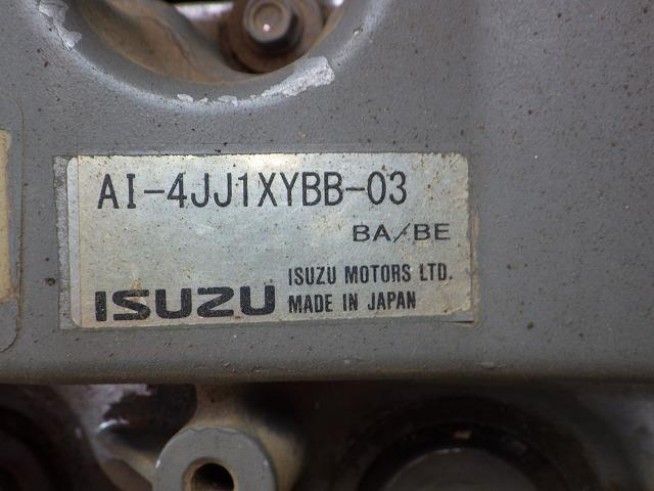 AI-4JJ1XYBB-03
BA/BE
ISUZU
ISUZU MOTORS LTD.
MADE IN JAPAN